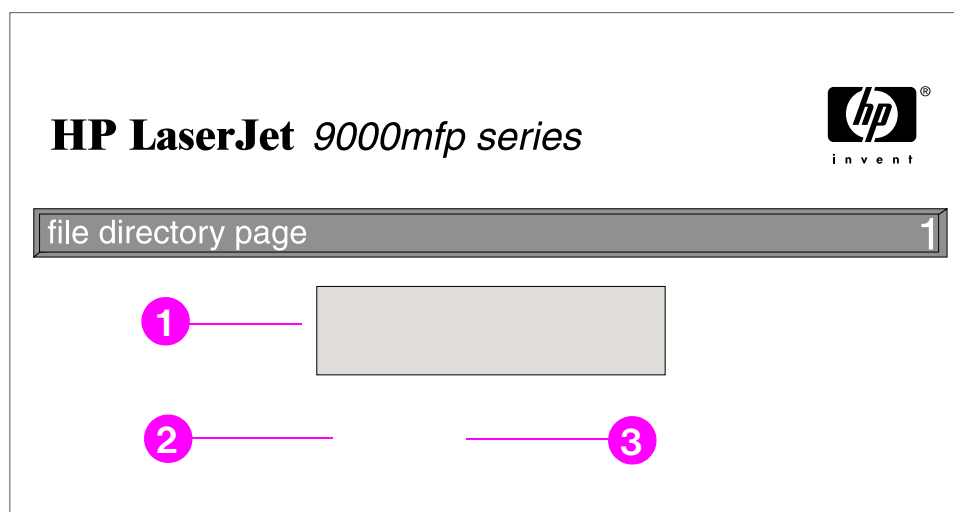 HP LaserJet 9000mfp series
hp ®
invent
file directory page 1
1
2 3